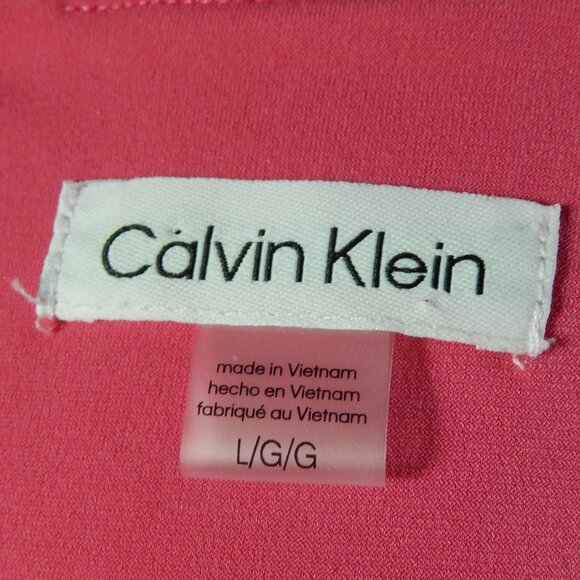 Calvin Klein
made in Vietnam
hecho en Vietnam
fabriqué au Vietnam
L/G/G